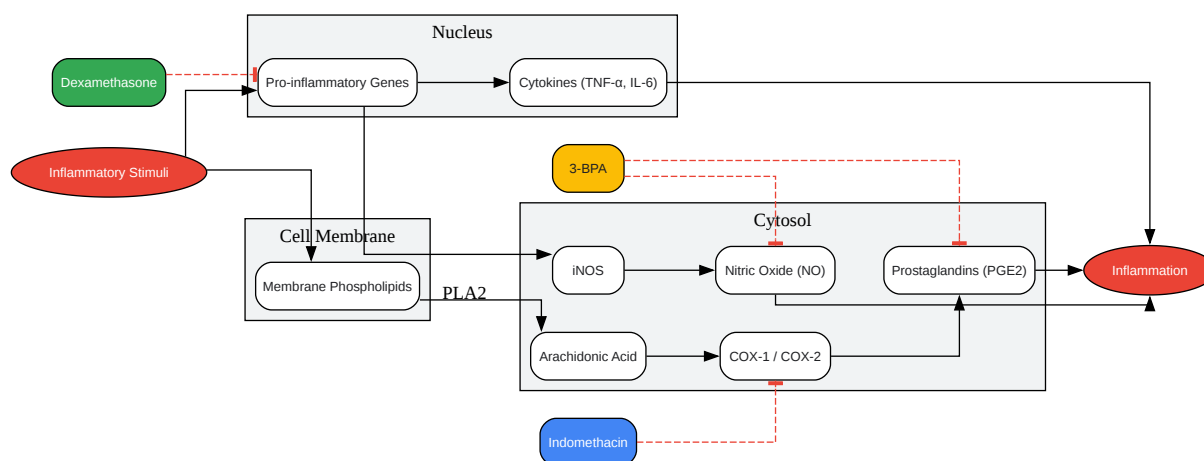 Nucleus
Dexamethasone
Pro-inflammatory Genes
Cytokines (TNF-α, IL-6)
Inflammatory Stimuli
3-BPA
Cell Membrane
Cytosol
iNOS
Nitric Oxide (NO)
Prostaglandins (PGE2)
Inflammation
Membrane Phospholipids
PLA2
Arachidonic Acid
COX-1 / COX-2
Indomethacin